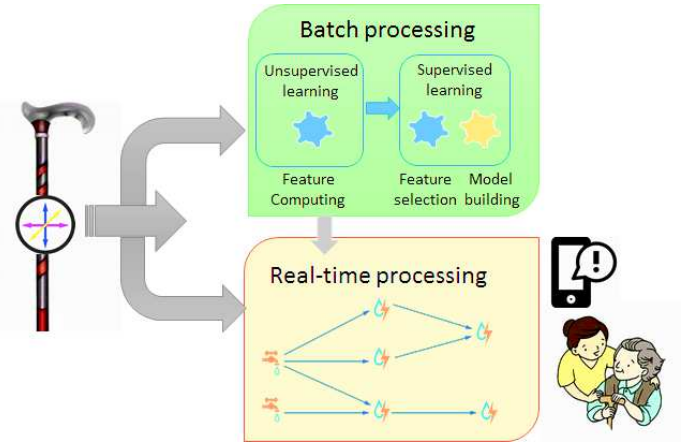 Batch processing
Unsupervised
learning
Supervised
learning
Feature
Computing
Feature
selection
Model
building
Real-time processing
!